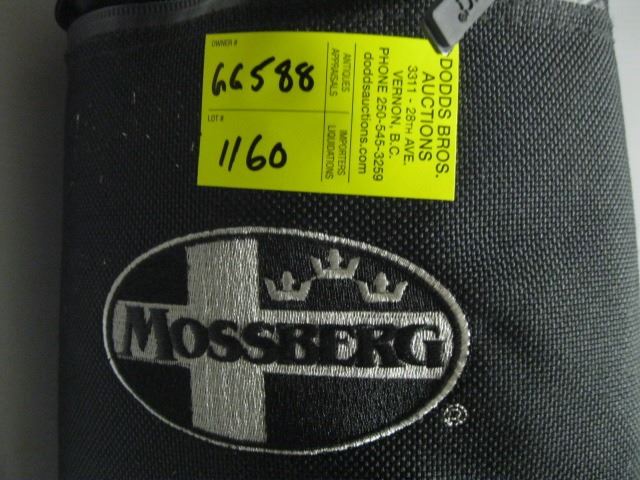 OWNER #
66588
LOT #
1160
ANTIQUES
APPRAISALS
IMPORTERS
LIQUIDATIONS
DODDS BROS.
AUCTIONS
3311 - 28TH AVE.
VERNON, B.C.
PHONE 250-545-3259
doddsauctions.com
MOSSBERG
®